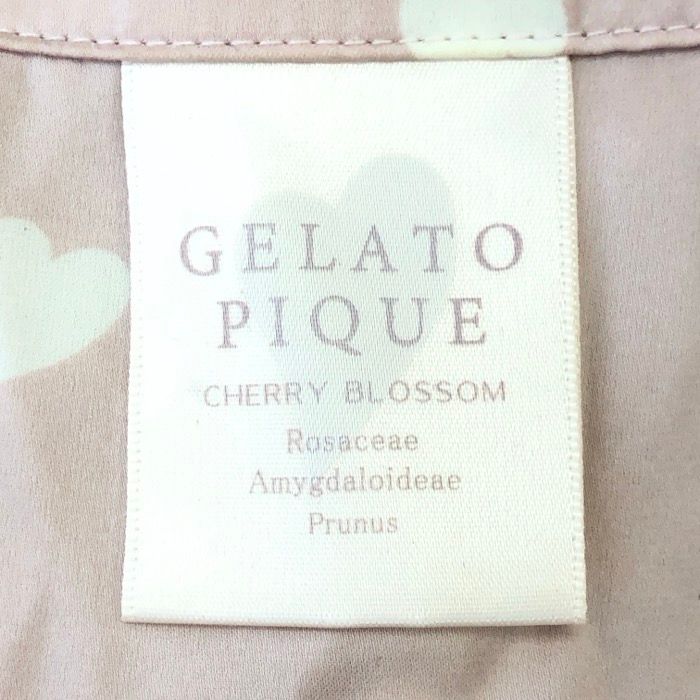 GELATO
PIQUE
CHERRY BLOSSOM
Rosaceae
Amygdaloideae
Prunus